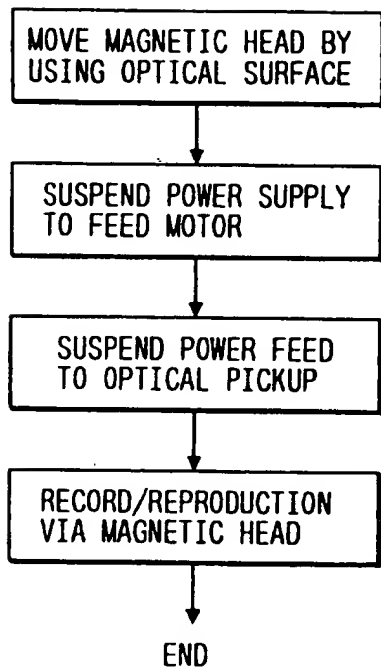 MOVE MAGNETIC HEAD BY
USING OPTICAL SURFACE
SUSPEND POWER SUPPLY
TO FEED MOTOR
SUSPEND POWER FEED
TO OPTICAL PICKUP
RECORD/REPRODUCTION
VIA MAGNETIC HEAD
END